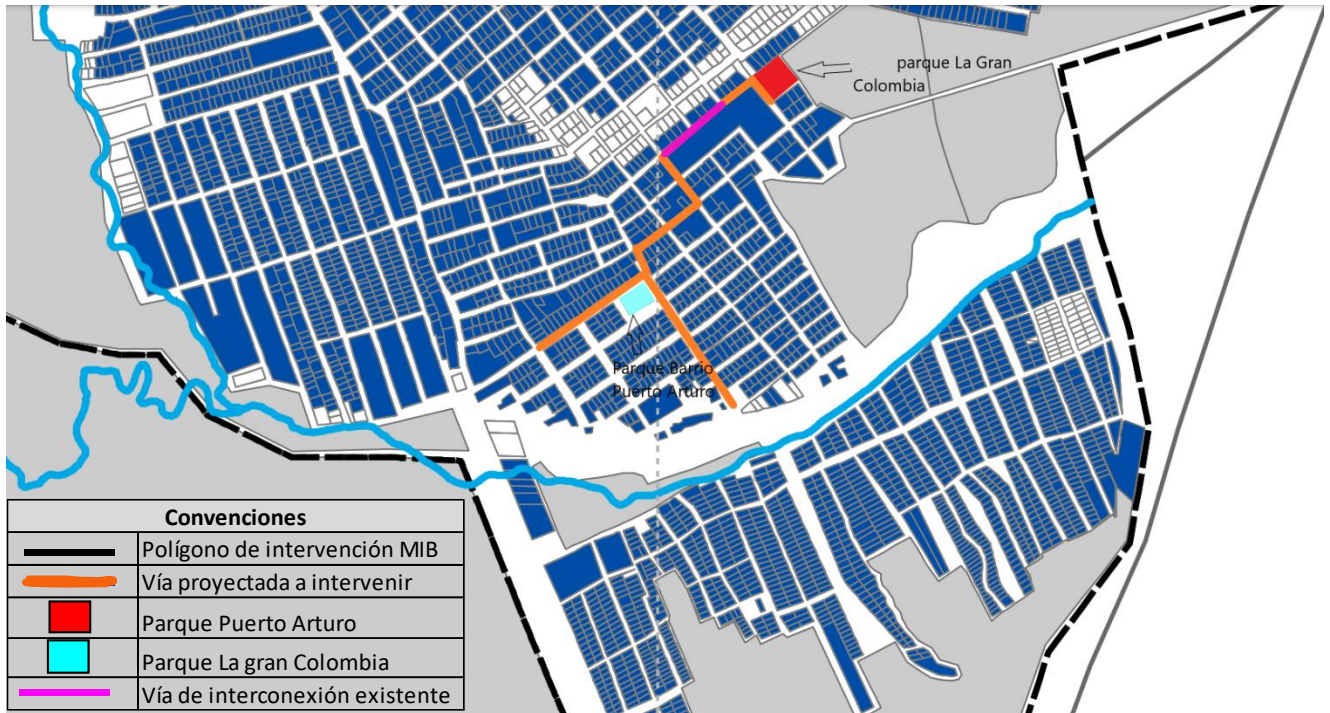 parque La Gran
Colombia
Parque Barrio
Puerto Arturo
Convenciones
Polígono de intervención MIB
Vía proyectada a intervenir
Parque Puerto Arturo
Parque La gran Colombia
Vía de interconexión existente